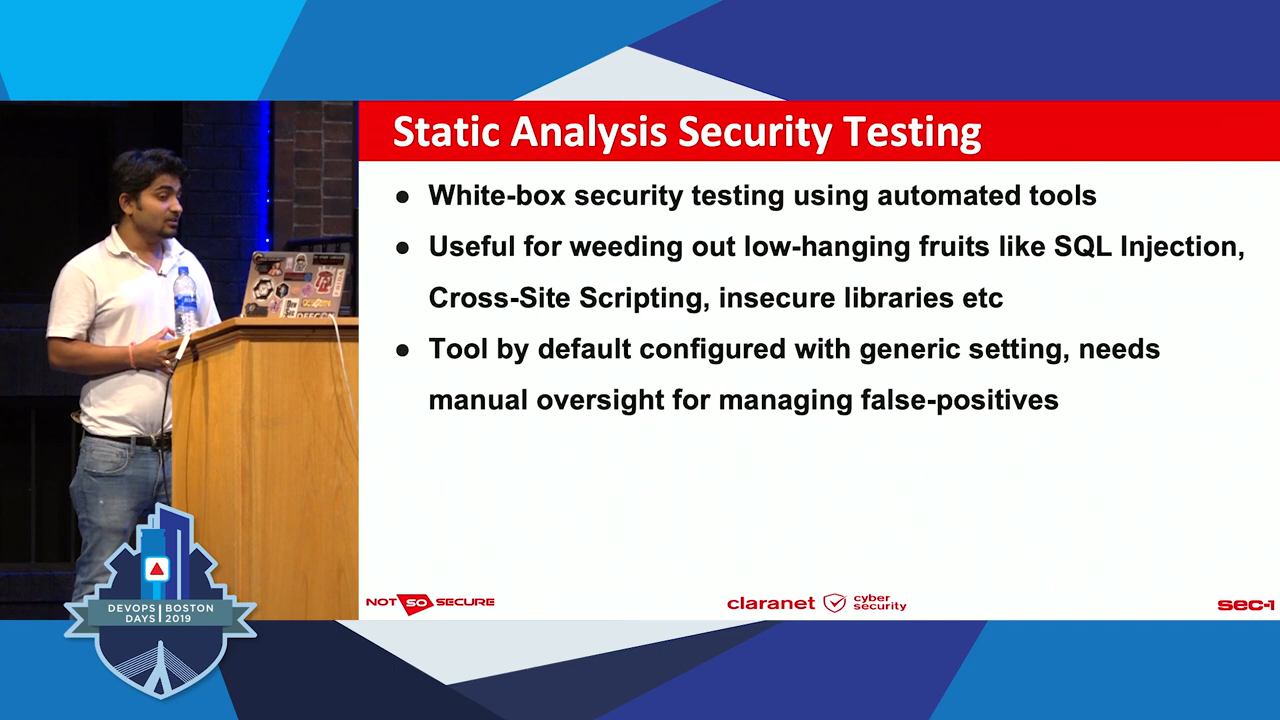 Static Analysis Security Testing
● White-box security testing using automated tools
● Useful for weeding out low-hanging fruits like SQL Injection,
Cross-Site Scripting, insecure libraries etc
● Tool by default configured with generic setting, needs
manual oversight for managing false-positives
NOT SO SECURE
claranet cyber
security
sec-1
DEVOPS BOSTON
DAYS 2019
DEFCON